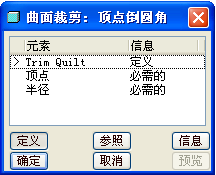 曲面裁剪: 顶点倒圆角
元素 信息
> Trim Quilt 定义
顶点 必需的
半径 必需的
定义 参照 信息
确定 取消 预览